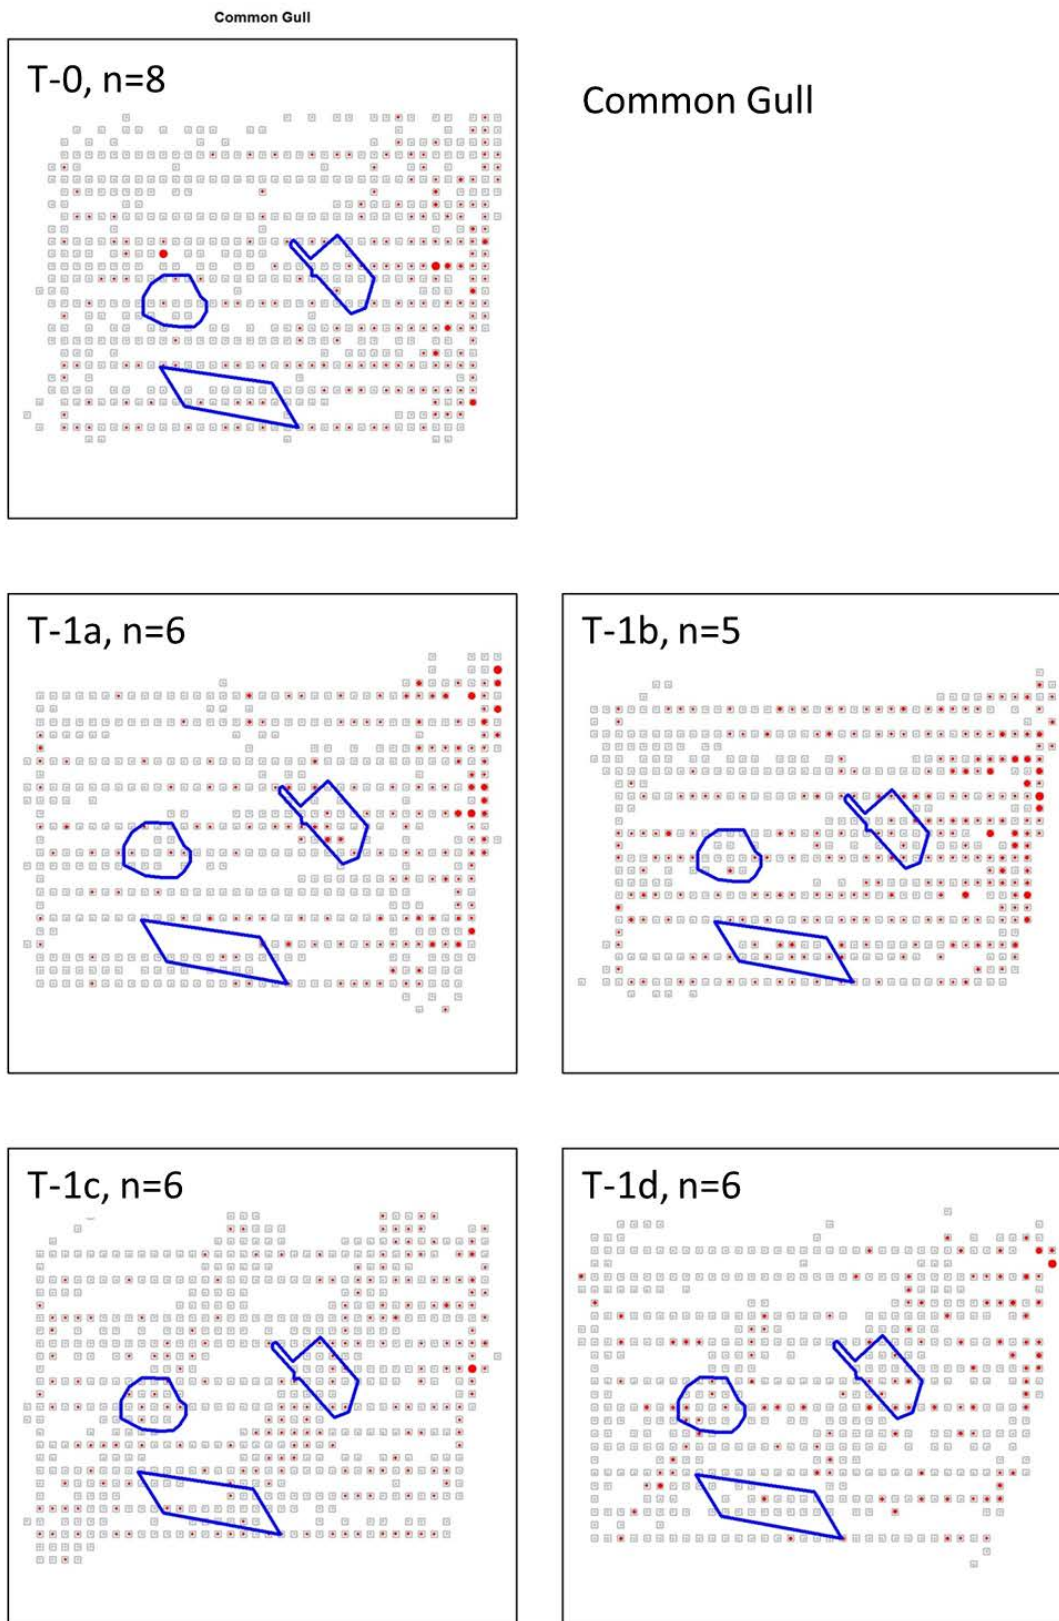 Common Gull
T-0, n=8
Common Gull
T-1a, n=6
T-1b, n=5
T-1c, n=6
T-1d, n=6